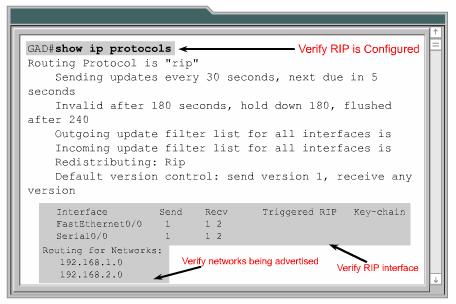 GAD#show ip protocols
Verify RIP is Configured
Routing Protocol is "rip"
Sending updates every 30 seconds, next due in 5
seconds
Invalid after 180 seconds, hold down 180, flushed
after 240
Outgoing update filter list for all interfaces is
Incoming update filter list for all interfaces is
Redistributing: Rip
Default version control: send version 1, receive any
version
Interface Send Recv Triggered RIP Key-chain
FastEthernet0/0 1 1 2
Serial0/0 1 1 2
Routing for Networks:
192.168.1.0
192.168.2.0
Verify networks being advertised
Verify RIP interface